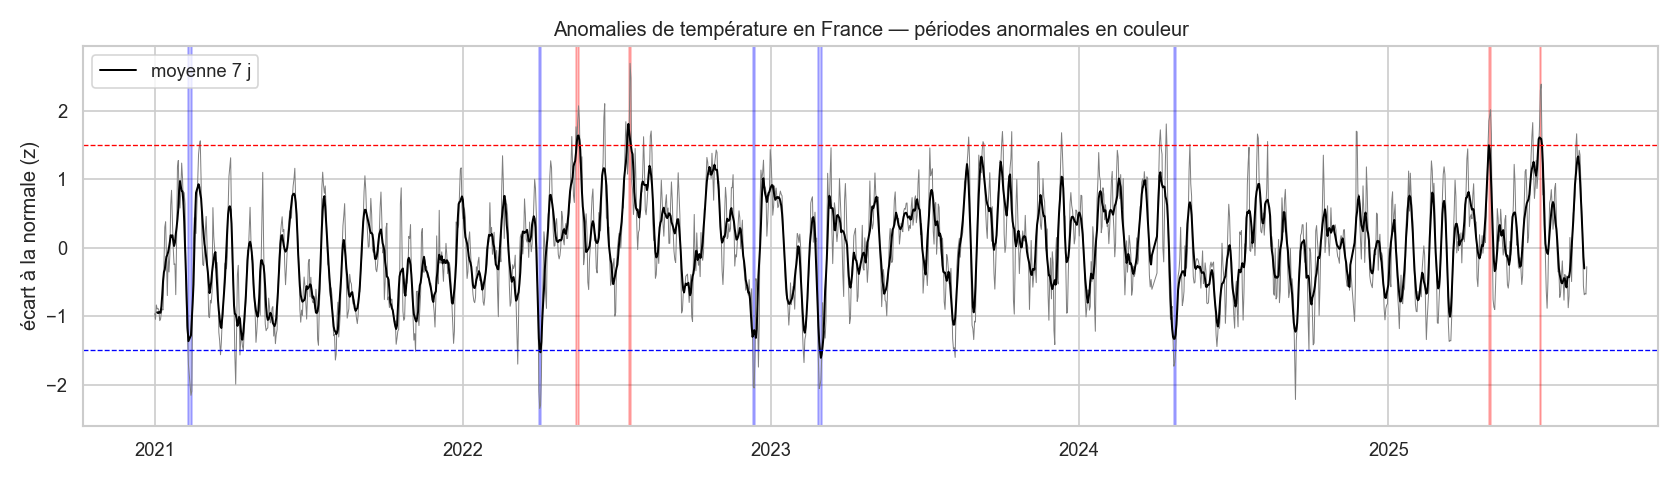 Anomalies de température en France — périodes anormales en couleur
moyenne 7 j
écart à la normale (z)
2
1
0
−1
−2
2021 2022 2023 2024 2025